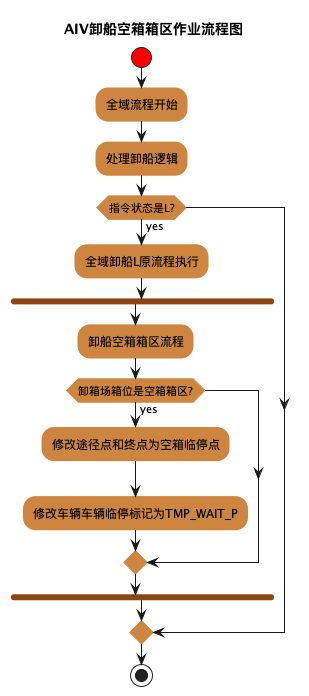 AIV卸船空箱箱区作业流程图
全域流程开始
处理卸船逻辑
指令状态是L?
yes
全域卸船L原流程执行
卸船空箱箱区流程
卸箱场箱位是空箱箱区?
yes
修改途径点和终点为空箱临停点
修改车辆车辆临停标记为TMP_WAIT_P